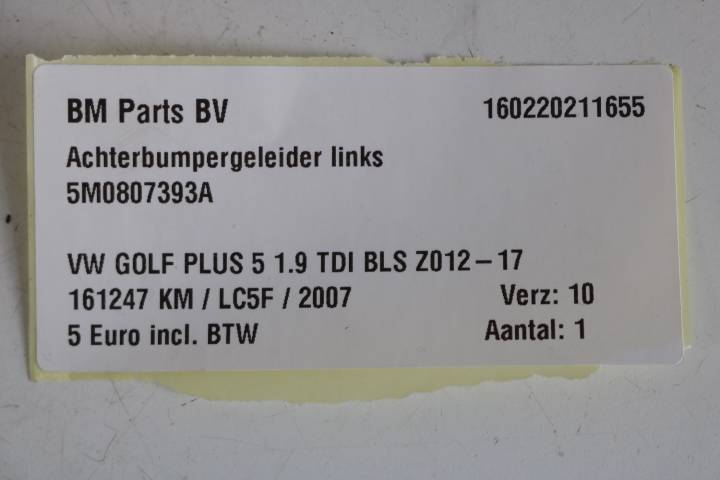 BM Parts BV 160220211655
Achterbumpergeleider links
5M0807393A
VW GOLF PLUS 5 1.9 TDI BLS Z012-17
161247 KM / LC5F / 2007 Verz: 10
5 Euro incl. BTW Aantal: 1